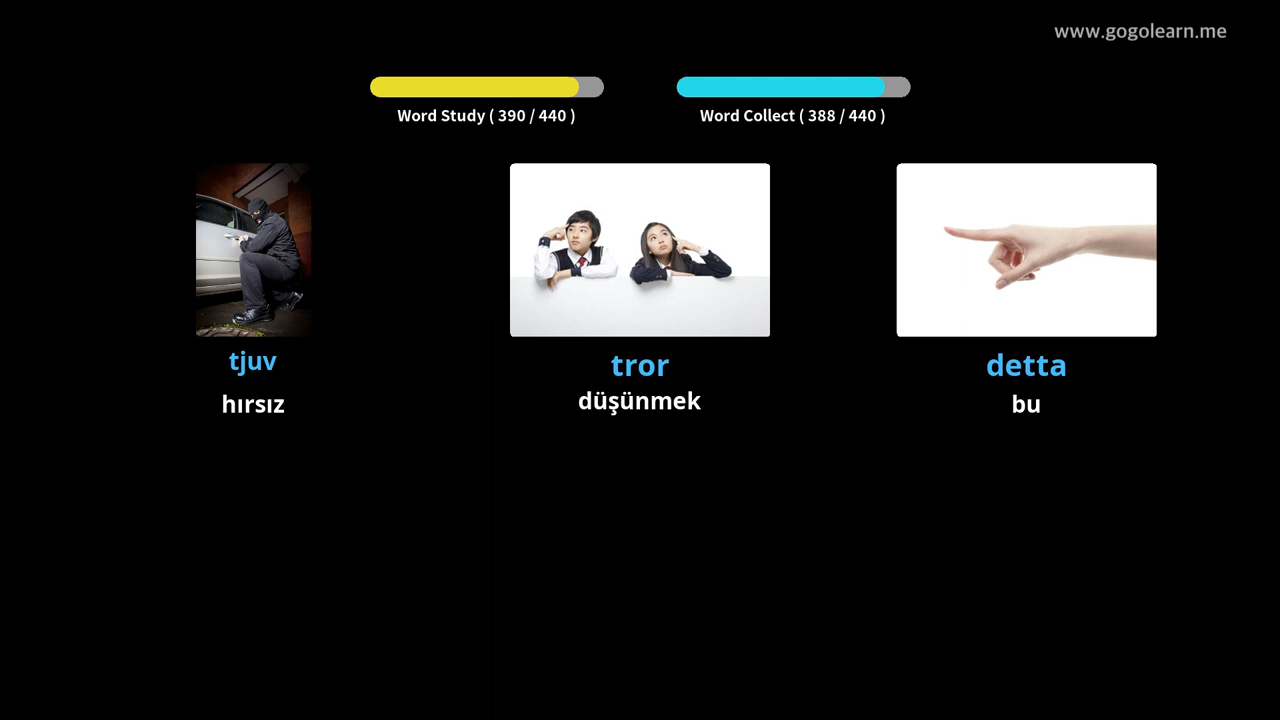 www.gogolearn.me
Word Study ( 390 / 440 )
Word Collect ( 388 / 440 )
tjuv
hırsız
tror
düşünmek
detta
bu